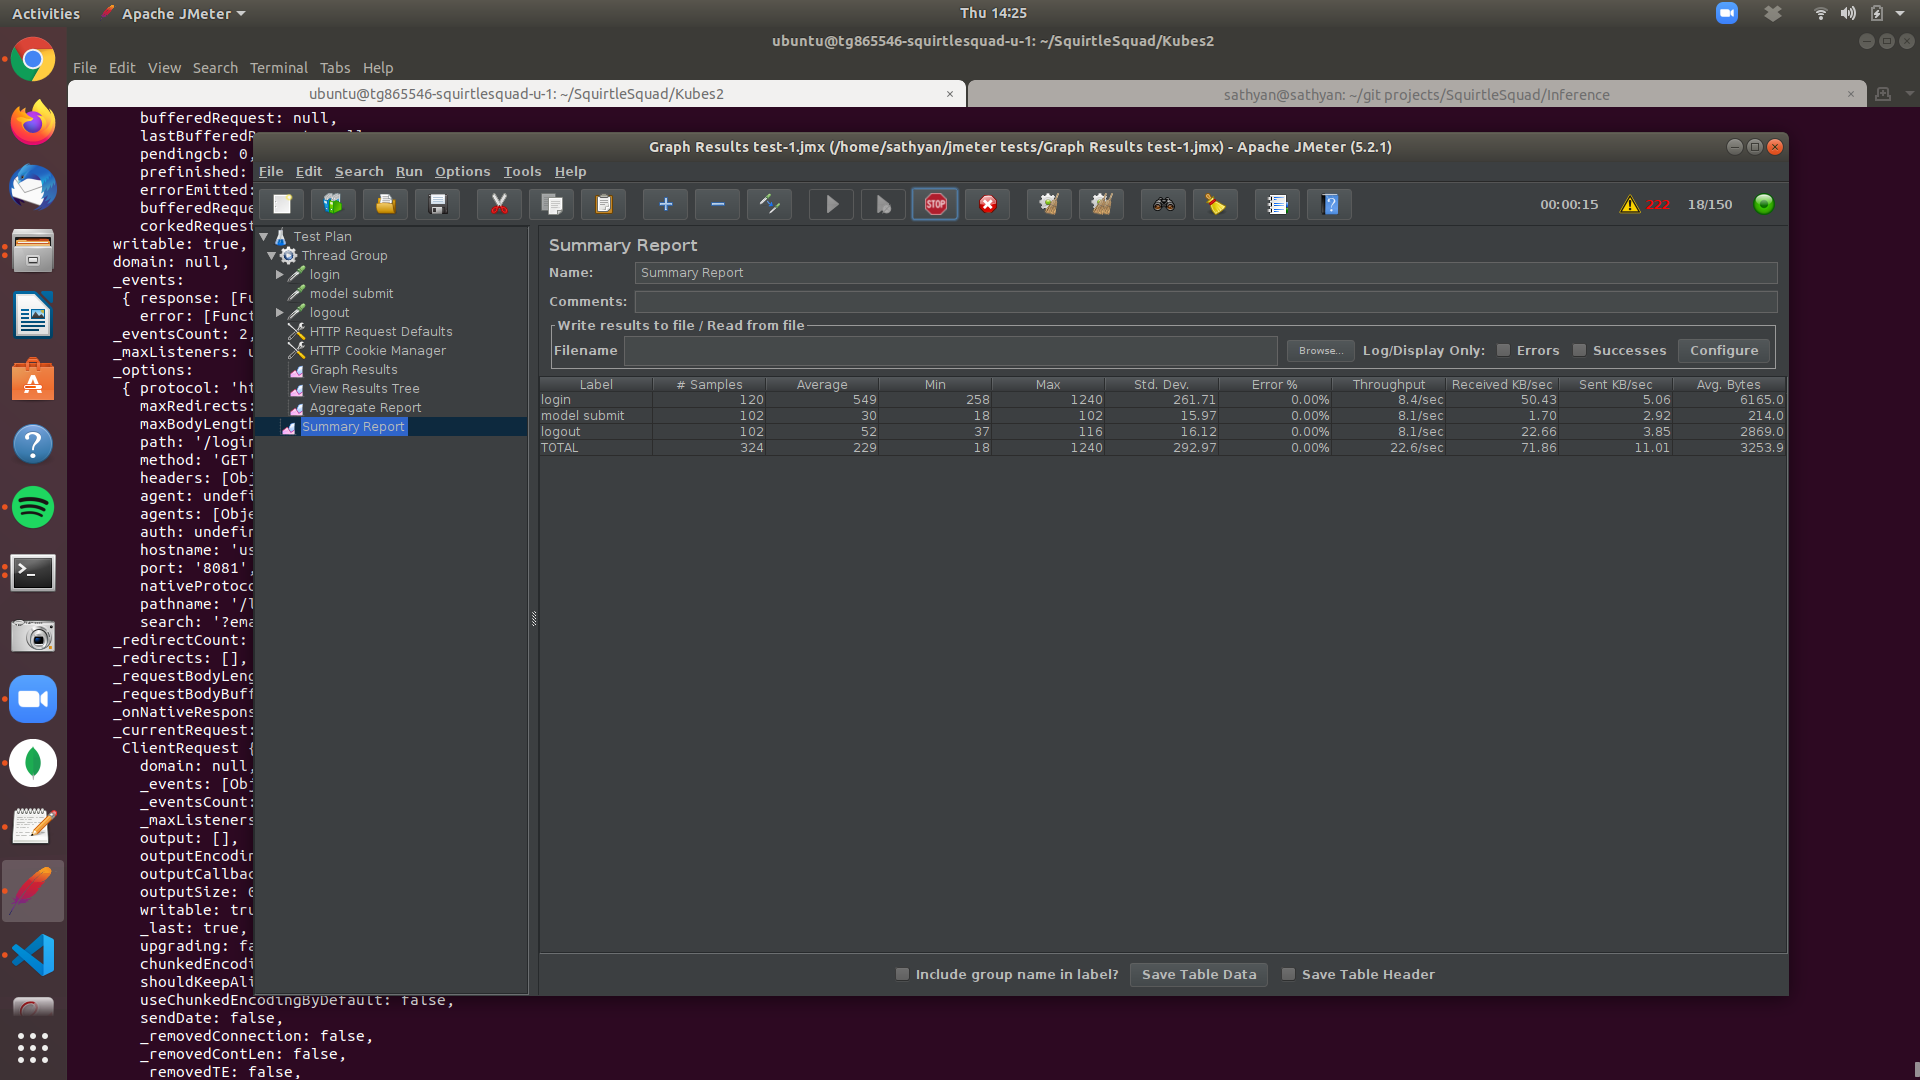 Activities Apache JMeter Thu 14:25
ubuntu@tg865546-squirtlesquad-u-1: ~/SquirtleSquad/Kubes2
File Edit View Search Terminal Tabs Help
ubuntu@tg865546-squirtlesquad-u-1: ~/SquirtleSquad/Kubes2 × sathyan@sathyan: ~/git projects/SquirtleSquad/Inference ×
bufferedRequest: null,
lastBufferedR
pendingcb: 0,
prefinished:
errorEmitted:
bufferedReque
corkedRequest
writable: true,
domain: null,
_events:
{ response: [Fu
error: [Funct
_eventsCount: 2,
_maxListeners: u
_options:
{ protocol: 'ht
maxRedirects:
maxBodyLength
path: '/login
method: 'GET'
headers: [Obj
agent: undefi
agents: [Obje
auth: undefin
hostname: 'us
port: '8081',
nativeProtoco
pathname: '/l
search: '?ema
_redirectCount:
_redirects: [],
_requestBodyLeng
_requestBodyBuff
_onNativeRespons
_currentRequest:
ClientRequest {
domain: null,
_events: [Obj
_eventsCount:
_maxListeners
output: [],
outputEncodin
outputCallbac
outputSize: 0
writable: tru
_last: true,
upgrading: fa
chunkedEncodi
shouldKeepAli
useChunkedEncodingByDefault: false,
sendDate: false,
_removedConnection: false,
_removedContLen: false,
_removedTE: false,
Graph Results test-1.jmx (/home/sathyan/jmeter tests/Graph Results test-1.jmx) - Apache JMeter (5.2.1)
File Edit Search Run Options Tools Help
STOP 00:00:15 222 18/150
Test Plan
Thread Group
login
model submit
logout
HTTP Request Defaults
HTTP Cookie Manager
Graph Results
View Results Tree
Aggregate Report
Summary Report
Summary Report
Name: Summary Report
Comments:
Write results to file / Read from file
Filename Browse... Log/Display Only: Errors Successes Configure
Label # Samples Average Min Max Std. Dev. Error % Throughput Received KB/sec Sent KB/sec Avg. Bytes
login 120 549 258 1240 261.71 0.00% 8.4/sec 50.43 5.06 6165.0
model submit 102 30 18 102 15.97 0.00% 8.1/sec 1.70 2.92 214.0
logout 102 52 37 116 16.12 0.00% 8.1/sec 22.66 3.85 2869.0
TOTAL 324 229 18 1240 292.97 0.00% 22.6/sec 71.86 11.01 3253.9
Include group name in label? Save Table Data Save Table Header